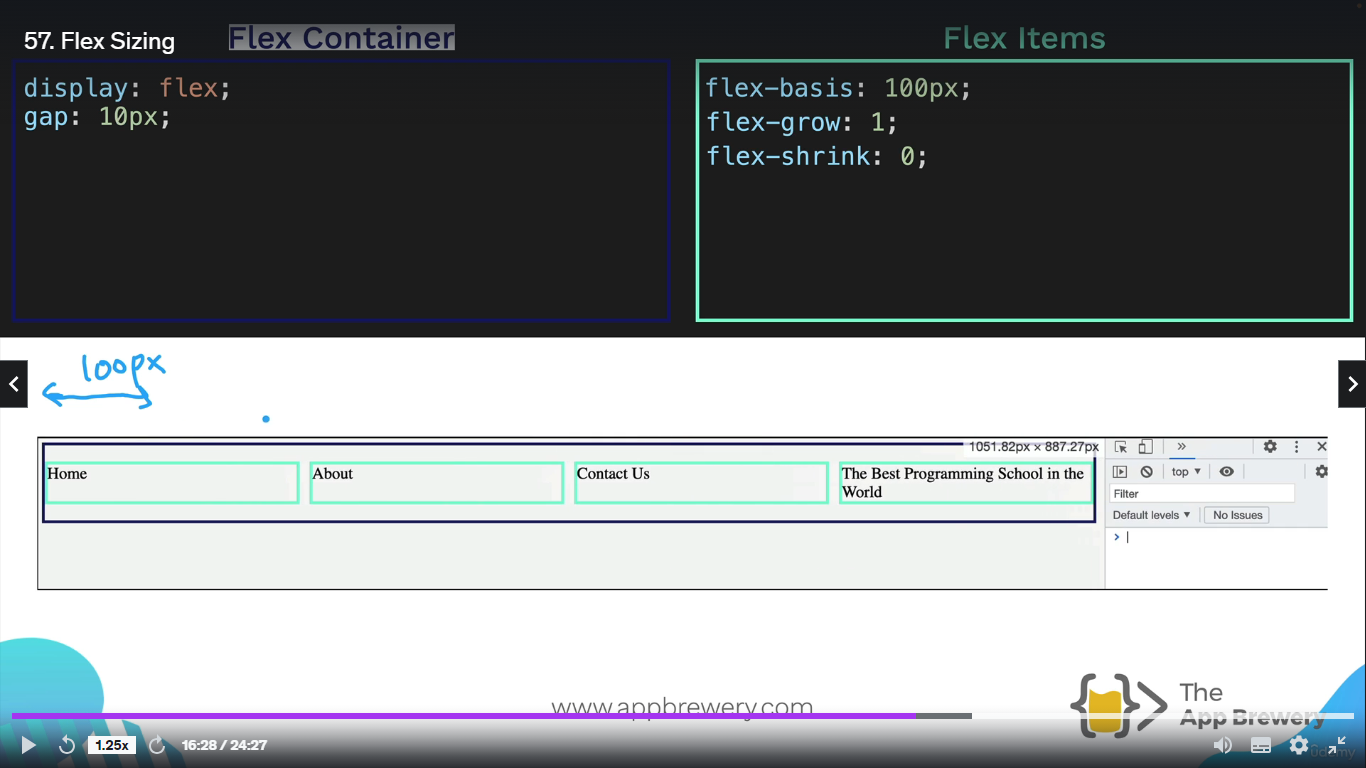 57. Flex Sizing
Flex Container
Flex Items
display: flex;
gap: 10px;
flex-basis: 100px;
flex-grow: 1;
flex-shrink: 0;
100px
1051.82px × 887.27px
Home
About
Contact Us
The Best Programming School in the
World
»
top ▼
Filter
Default levels ▼
No Issues
www.appbrewery.com
The
App Brewery
1.25x
16:28 / 24:27
ûdemy